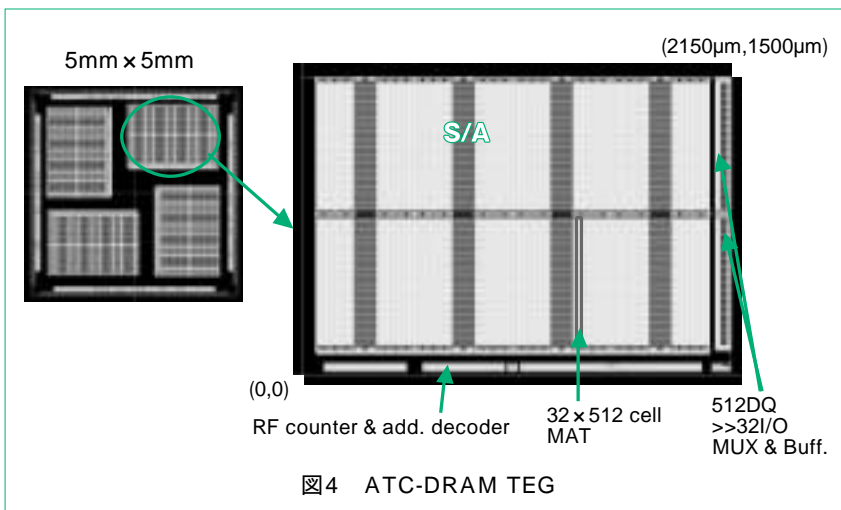 5mm×5mm
(2150μm,1500μm)
S/A
(0,0)
RF counter & add. decoder
32×512 cell
MAT
512DQ
>>32I/O
MUX & Buff.
図4 ATC-DRAM TEG